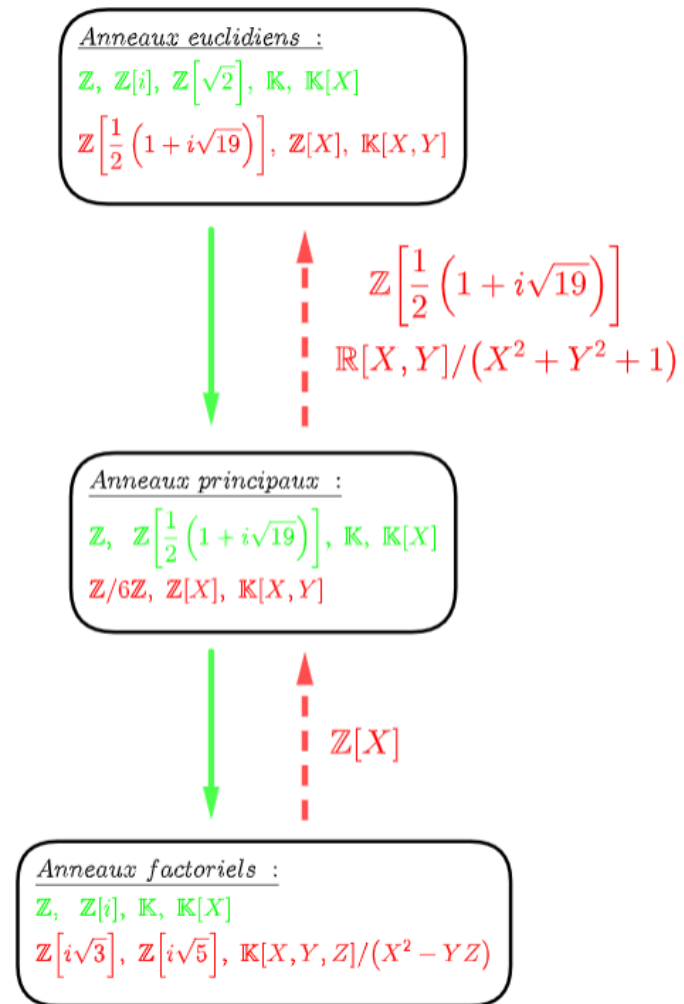 Anneaux euclidiens :
ℤ, ℤ[i], ℤ[√2], 𝕂, 𝕂[X]
ℤ[1/2 (1 + i√19)], ℤ[X], 𝕂[X, Y]
ℤ[1/2 (1 + i√19)]
ℝ[X, Y]/(X² + Y² + 1)
Anneaux principaux :
ℤ, ℤ[1/2 (1 + i√19)], 𝕂, 𝕂[X]
ℤ/6ℤ, ℤ[X], 𝕂[X, Y]
ℤ[X]
Anneaux factoriels :
ℤ, ℤ[i], 𝕂, 𝕂[X]
ℤ[i√3], ℤ[i√5], 𝕂[X, Y, Z]/(X² − YZ)